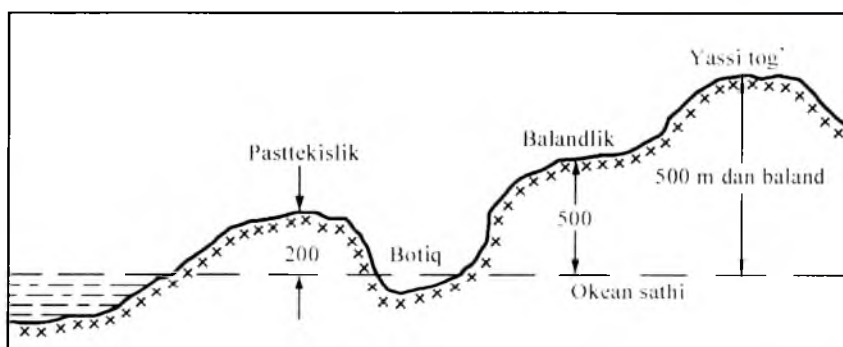 Yassi tog‘
Balandlik
Pasttekislik
500 m dan baland
500
200
Botiq
Okean sathi